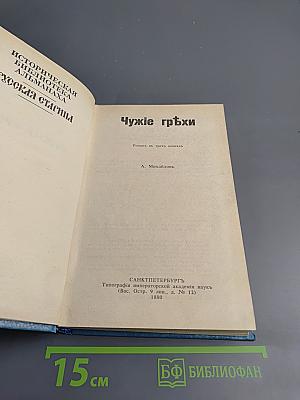 ИСТОРИЧЕСКАЯ
БИБЛИОТЕКА
АЛЬМАНАХА
РУССКАЯ СТАРИНА
Чужіе грѣхи
Романъ въ трехъ книгахъ
А. Михайловъ
САНКТПЕТЕРБУРГЪ
Типографія императорской академіи наукъ
(Вас. Остр. 9 лин., д. № 12)
1880
15 см
БФ БИБЛИОФАН